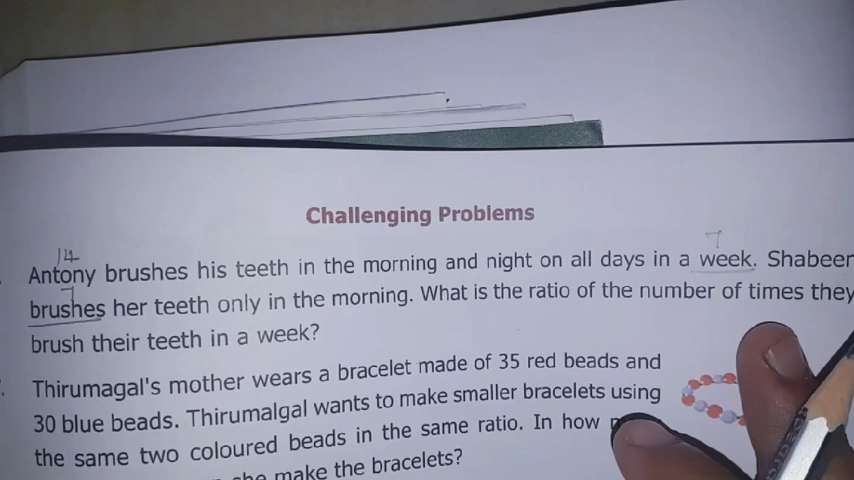 Challenging Problems
14
7
Antony brushes his teeth in the morning and night on all days in a week. Shabeen
7
brushes her teeth only in the morning. What is the ratio of the number of times they
brush their teeth in a week?
Thirumagal's mother wears a bracelet made of 35 red beads and
30 blue beads. Thirumalgal wants to make smaller bracelets using
the same two coloured beads in the same ratio. In how
she make the bracelets?